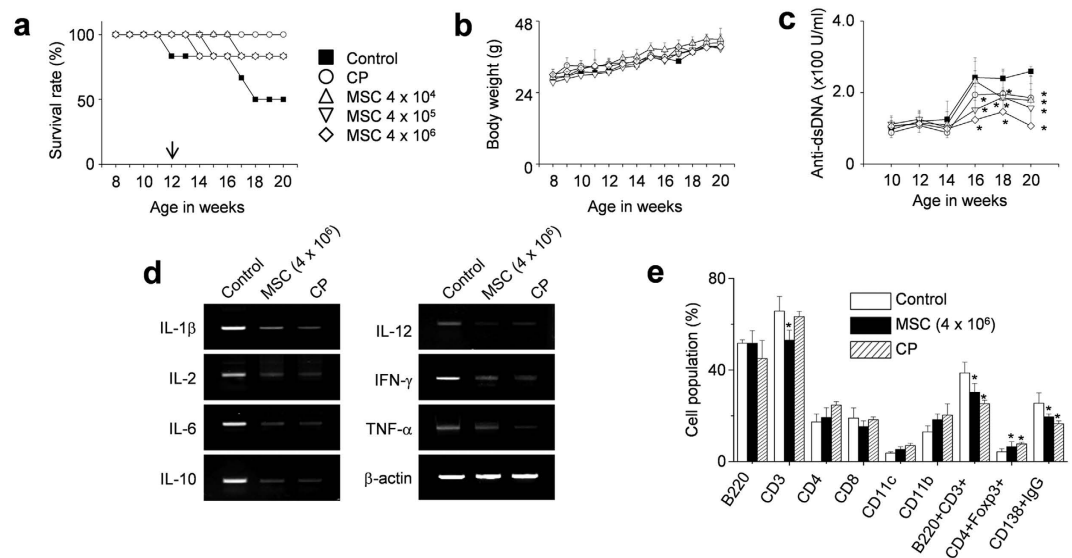 a
Survival rate (%)
100
50
0
8 10 12 14 16 18 20
Age in weeks
Control
CP
MSC 4 x 10⁴
MSC 4 x 10⁵
MSC 4 x 10⁶
b
Body weight (g)
48
24
0
8 10 12 14 16 18 20
Age in weeks
c
Anti-dsDNA (x100 U/ml)
4.0
2.0
0
10 12 14 16 18 20
Age in weeks
* * * * * * * * * *
d
Control MSC (4 x 10⁶) CP
IL-1β
IL-2
IL-6
IL-10
Control MSC (4 x 10⁶) CP
IL-12
IFN-γ
TNF-α
β-actin
e
Cell population (%)
80
40
0
Control
MSC (4 x 10⁶)
CP
* * * * * * *
B220 CD3 CD4 CD8 CD11c CD11b B220+CD3+ CD4+Foxp3+ CD138+IgG